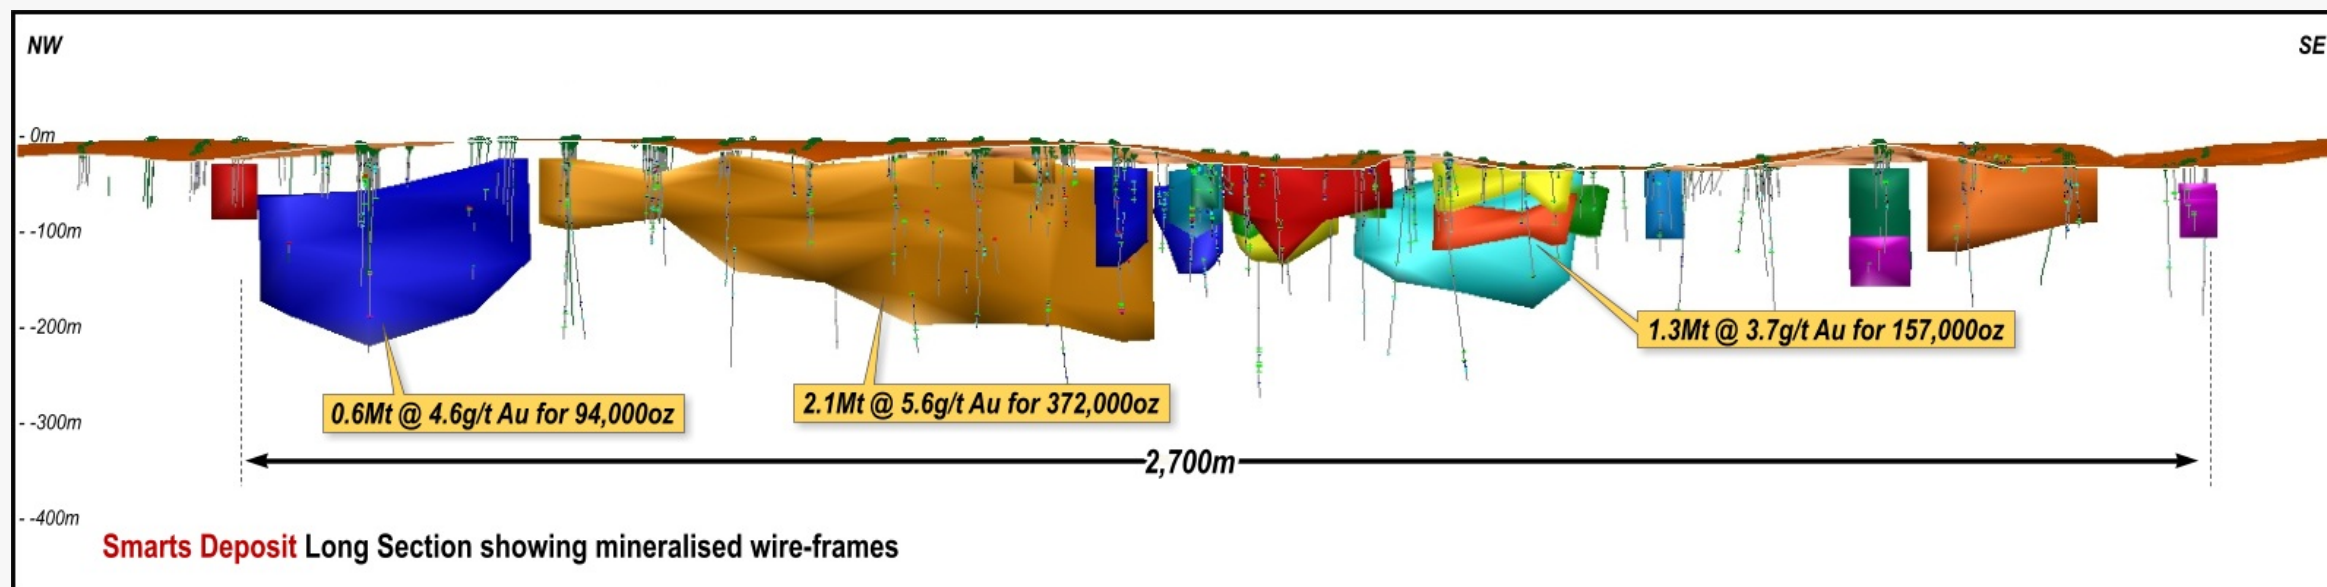 NW
SE
- 0m
- -100m
- -200m
- -300m
- -400m
0.6Mt @ 4.6g/t Au for 94,000oz
2.1Mt @ 5.6g/t Au for 372,000oz
1.3Mt @ 3.7g/t Au for 157,000oz
2,700m
Smarts Deposit Long Section showing mineralised wire-frames